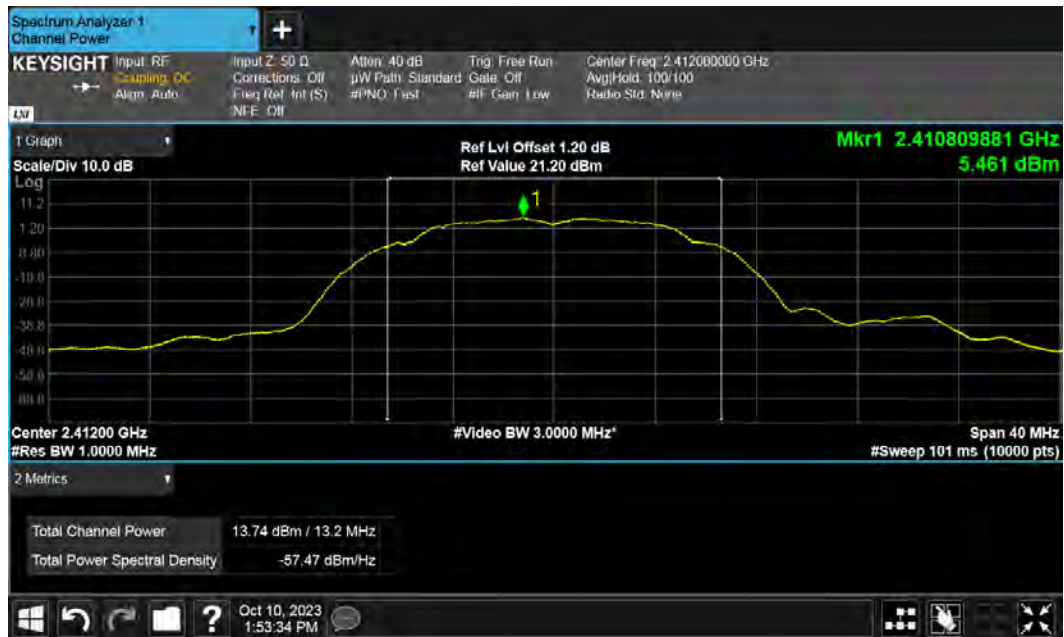 Spectrum Analyzer 1
Channel Power
KEYSIGHT Input: RF
Coupling: DC
Align: Auto
Input Z: 50 Ω
Corrections: Off
Freq Ref: Int (S)
NFE: Off
Atten: 40 dB
µW Path: Standard
#PNO: Fast
Trig: Free Run
Gate: Off
#IF Gain: Low
Center Freq: 2.412000000 GHz
Avg|Hold: 100/100
Radio Std: None
LXI
1 Graph
Scale/Div 10.0 dB
Ref Lvl Offset 1.20 dB
Ref Value 21.20 dBm
Mkr1 2.410809881 GHz
5.461 dBm
Log
11.2
1.20
1
Center 2.41200 GHz
#Res BW 1.0000 MHz
#Video BW 3.0000 MHz*
Span 40 MHz
#Sweep 101 ms (10000 pts)
2 Metrics
Total Channel Power 13.74 dBm / 13.2 MHz
Total Power Spectral Density -57.47 dBm/Hz
? Oct 10, 2023
1:53:34 PM